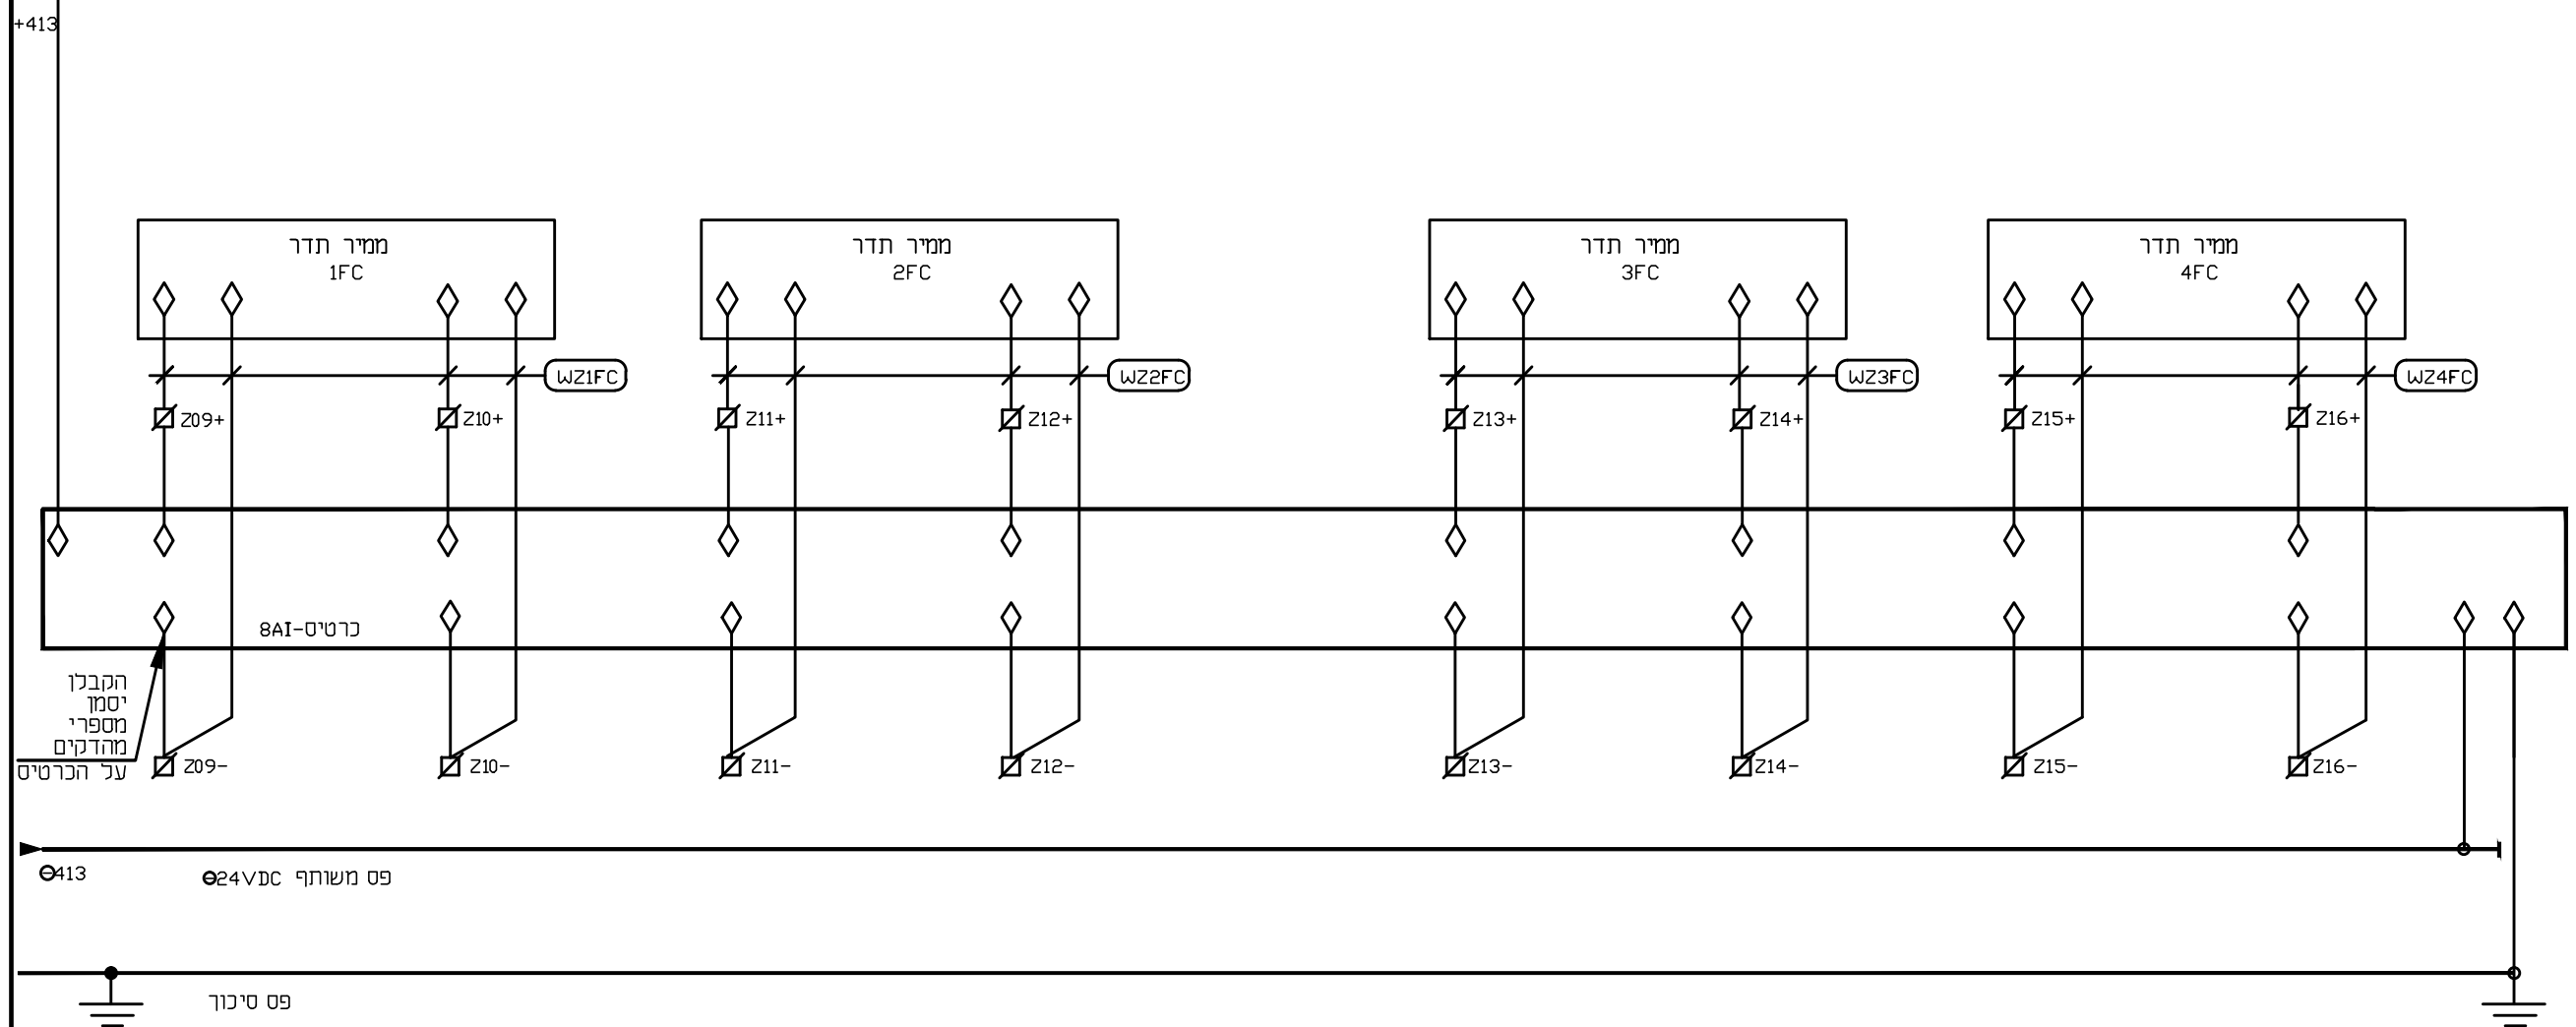 +413
ממיר תדר
1FC
ממיר תדר
2FC
ממיר תדר
3FC
ממיר תדר
4FC
WZ1FC
WZ2FC
WZ3FC
WZ4FC
Z09+
Z10+
Z11+
Z12+
Z13+
Z14+
Z15+
Z16+
כרטיס-8AI
הקבלן
יסמן
מספרי
מהדקים
על הכרטיס
Z09-
Z10-
Z11-
Z12-
Z13-
Z14-
Z15-
Z16-
⊖413
פס משותף ⊖24VDC
פס סיכוך